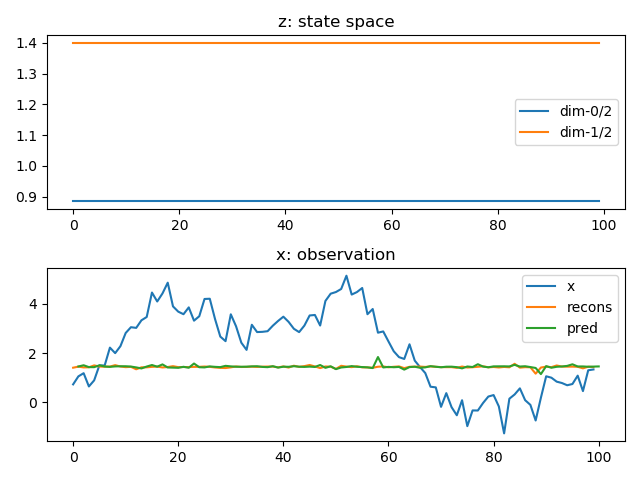 z: state space
1.4
1.3
1.2
1.1
1.0
0.9
dim-0/2
dim-1/2
0 20 40 60 80 100
x: observation
4
2
0
x
recons
pred
0 20 40 60 80 100